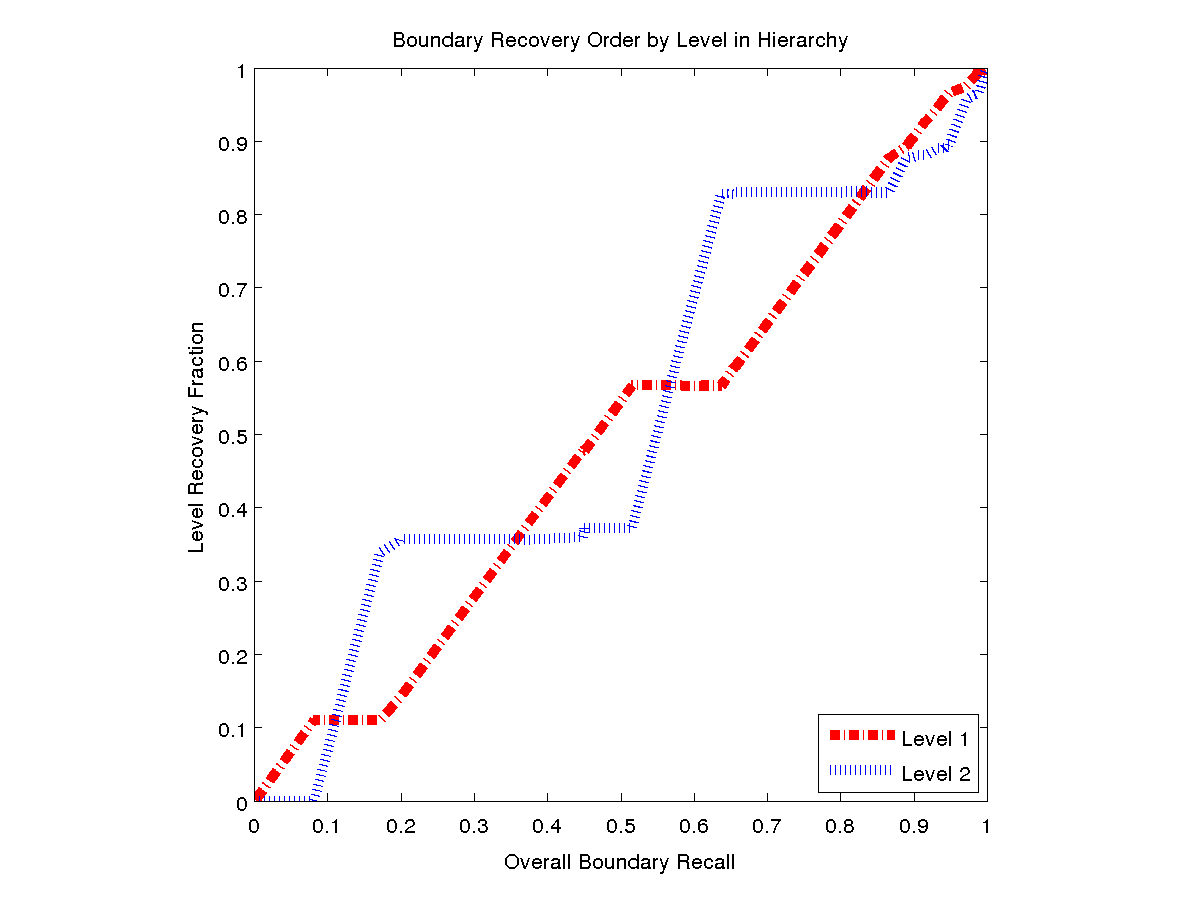 Boundary Recovery Order by Level in Hierarchy
1
0.9
0.8
0.7
0.6
0.5
0.4
0.3
0.2
0.1
0
Level Recovery Fraction
Level 1
Level 2
0 0.1 0.2 0.3 0.4 0.5 0.6 0.7 0.8 0.9 1
Overall Boundary Recall